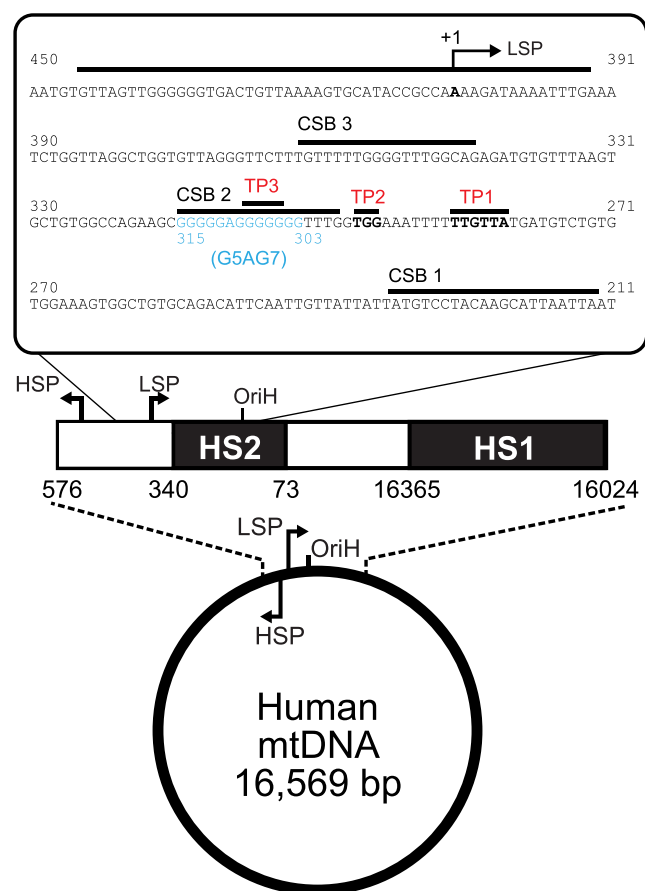 +1 LSP
450 391
AATGTGTTAGTTGGGGGGTGACTGTTAAAAGTGCATACCGCCAAAAGATAAAATTTGAAA
390 CSB 3 331
TCTGGTTAGGCTGGTGTTAGGGTTCTTTGTTTTTGGGGTTTGGCAGAGATGTGTTTAAGT
330 CSB 2 TP3 TP2 TP1 271
GCTGTGGCCAGAAGCGGGGGAGGGGGGGTTTGGTGGAAATTTTTTGTTATGATGTCTGTG
315 303
(G5AG7)
270 CSB 1 211
TGGAAAGTGGCTGTGCAGACATTCAATTGTTATTATTATGTCCTACAAGCATTAATTAAT
HSP LSP OriH
HS2 HS1
576 340 73 16365 16024
LSP OriH
HSP
Human
mtDNA
16,569 bp